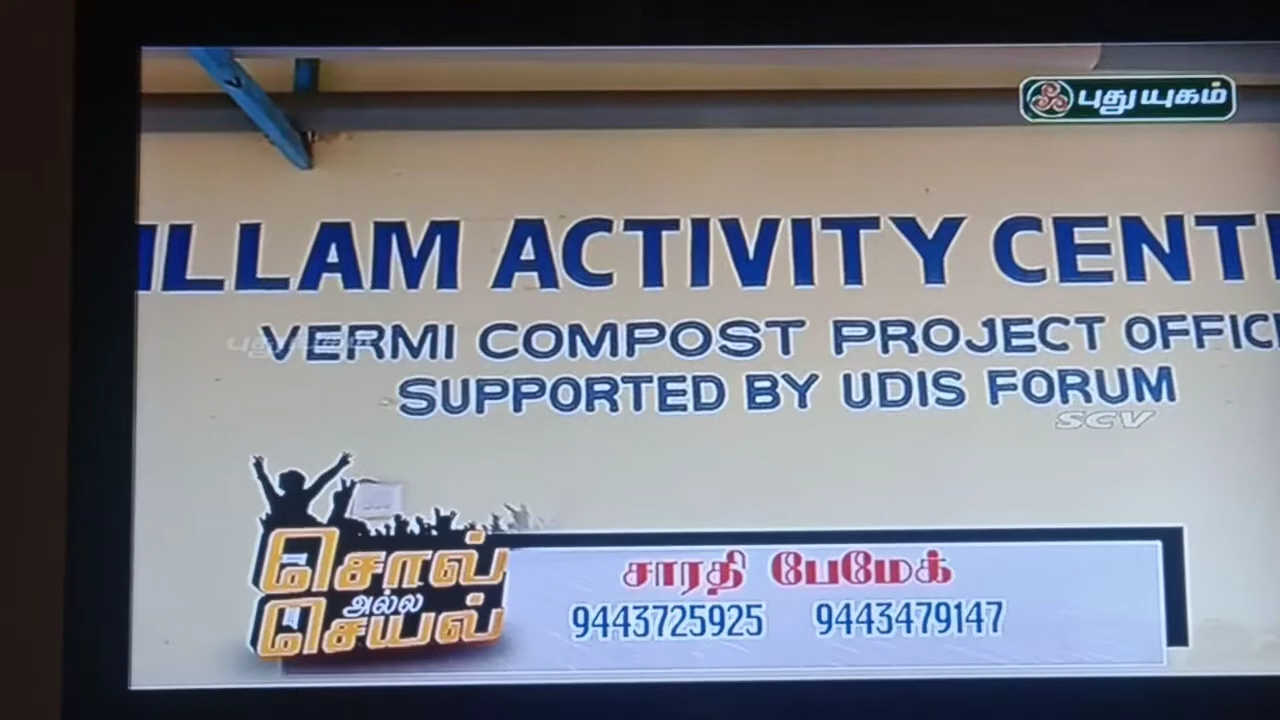 புதுயுகம்
ILLAM ACTIVITY CENT
VERMI COMPOST PROJECT OFFIC
SUPPORTED BY UDIS FORUM
SCV
சொல்
அல்ல
செயல்
சாரதி பேமேக்
9443725925 9443479147